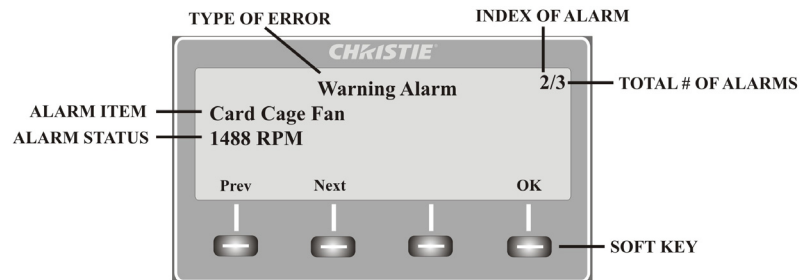 TYPE OF ERROR
INDEX OF ALARM
CHRISTIE
Warning Alarm
2/3
TOTAL # OF ALARMS
ALARM ITEM
Card Cage Fan
ALARM STATUS
1488 RPM
Prev Next OK
SOFT KEY